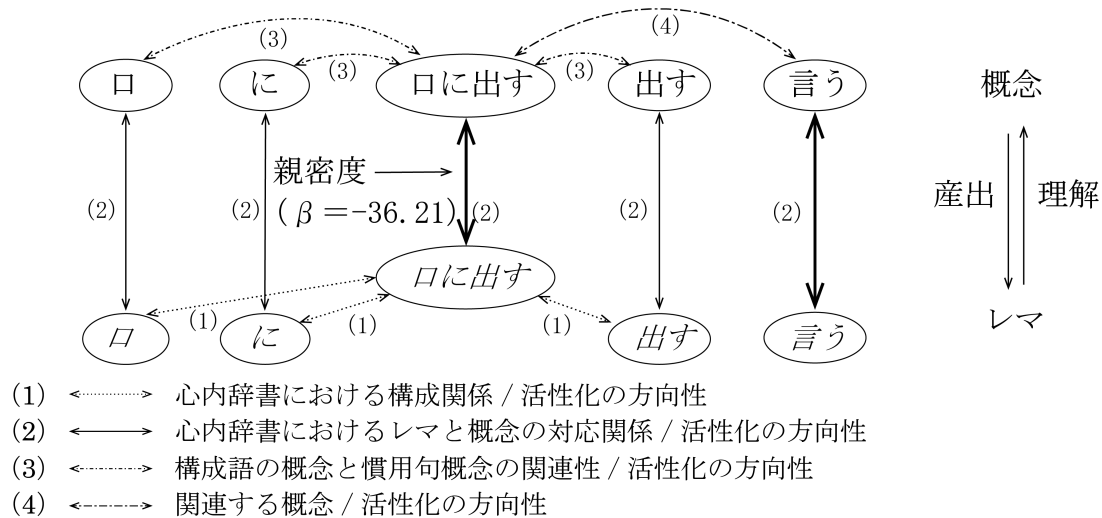 (4)
(3)
(3)
(3)
口
に
口に出す
出す
言う
概念
親密度
(β=-36.21)
(2)
(2)
(2)
(2)
(2)
産出
理解
口に出す
(1)
(1)
(1)
口
に
出す
言う
レマ
(1) 心内辞書における構成関係 / 活性化の方向性
(2) 心内辞書におけるレマと概念の対応関係 / 活性化の方向性
(3) 構成語の概念と慣用句概念の関連性 / 活性化の方向性
(4) 関連する概念 / 活性化の方向性